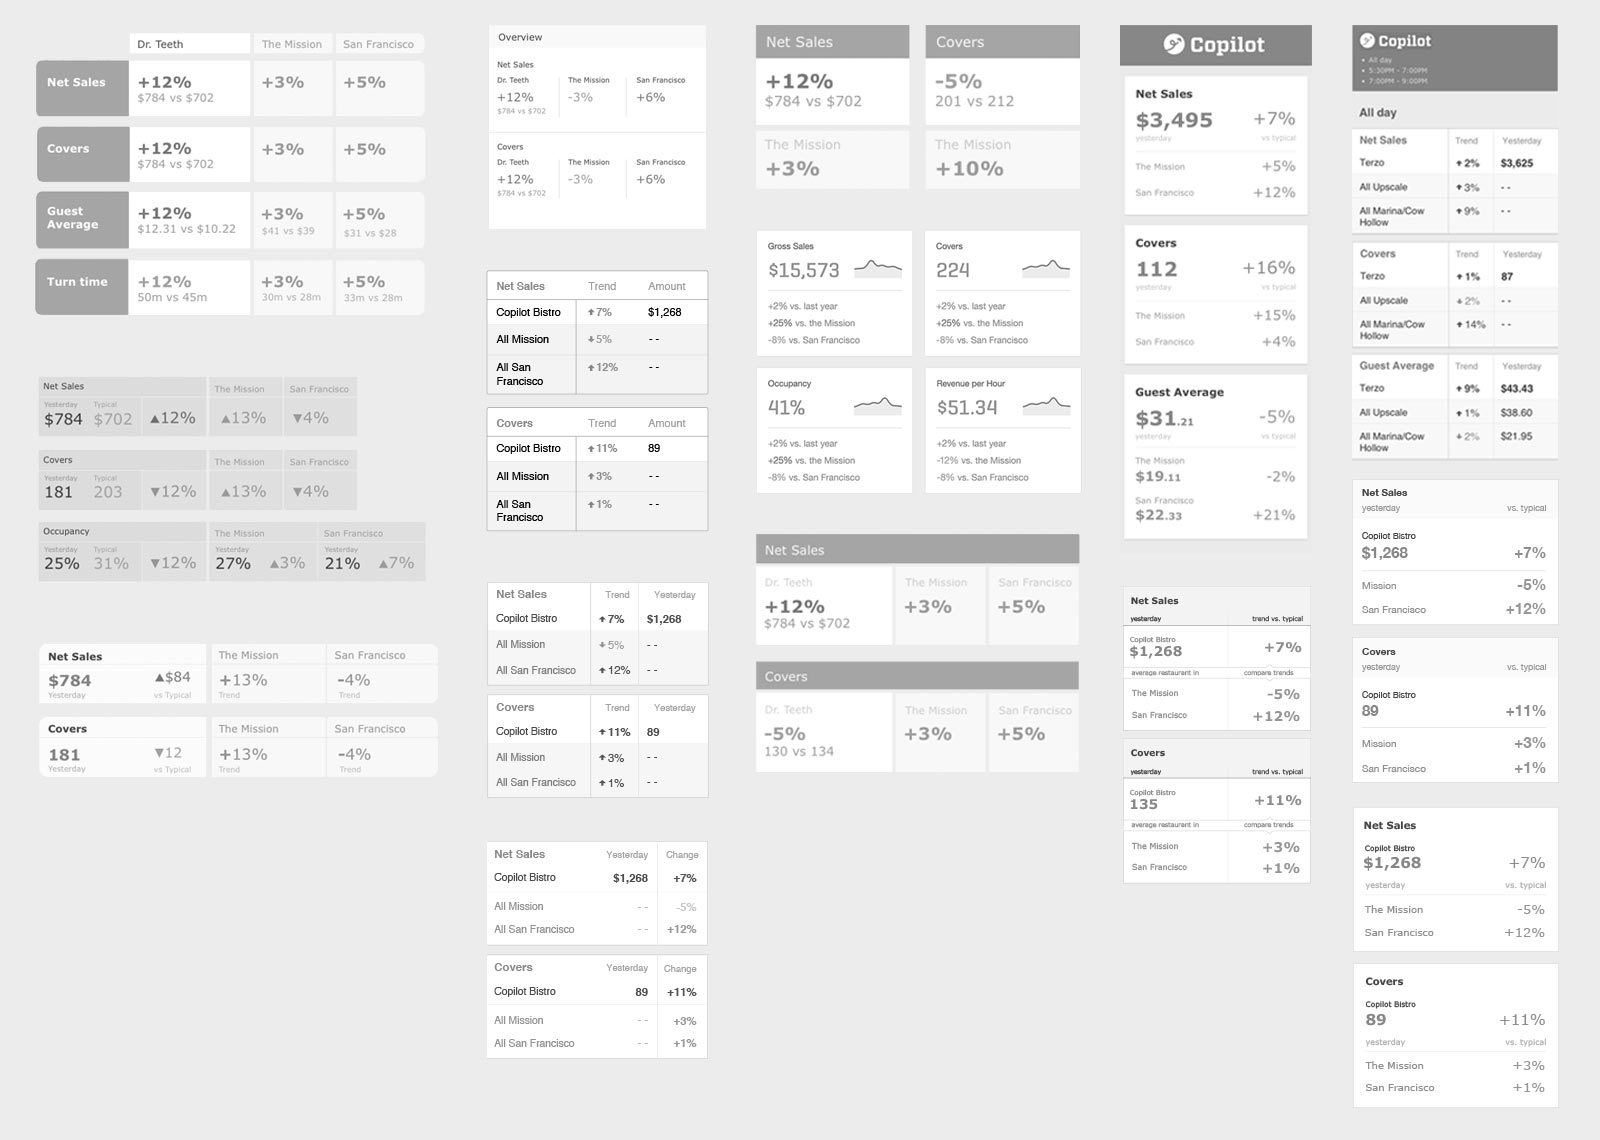 Dr. Teeth The Mission San Francisco
Net Sales +12% +3% +5%
$784 vs $702
Covers +12% +3% +5%
$784 vs $702
Guest Average +12% +3% +5%
$12.31 vs $10.22 $41 vs $39 $31 vs $28
Turn time +12% +3% +5%
50m vs 45m 30m vs 28m 33m vs 28m
Net Sales The Mission San Francisco
Yesterday Typical
$784 $702 ▲12% ▲13% ▼4%
Covers The Mission San Francisco
Yesterday Typical
181 203 ▼12% ▲13% ▼4%
Occupancy The Mission San Francisco
Yesterday Typical Yesterday Yesterday
25% 31% ▼12% 27% ▲3% 21% ▲7%
Net Sales The Mission San Francisco
$784 ▲$84 +13% -4%
Yesterday vs Typical Trend Trend
Covers The Mission San Francisco
181 ▼12 +13% -4%
Yesterday vs Typical Trend Trend
Overview
Net Sales
Dr. Teeth The Mission San Francisco
+12% -3% +6%
$784 vs $702
Covers
Dr. Teeth The Mission San Francisco
+12% -3% +6%
$784 vs $702
Net Sales Trend Amount
Copilot Bistro ↑7% $1,268
All Mission ↓5% - -
All San Francisco ↑12% - -
Covers Trend Amount
Copilot Bistro ↑11% 89
All Mission ↑3% - -
All San Francisco ↑1% - -
Net Sales Trend Yesterday
Copilot Bistro ↑7% $1,268
All Mission ↓5% - -
All San Francisco ↑12% - -
Covers Trend Yesterday
Copilot Bistro ↑11% 89
All Mission ↑3% - -
All San Francisco ↑1% - -
Net Sales Yesterday Change
Copilot Bistro $1,268 +7%
All Mission - - -5%
All San Francisco - - +12%
Covers Yesterday Change
Copilot Bistro 89 +11%
All Mission - - +3%
All San Francisco - - +1%
Net Sales Covers
+12% -5%
$784 vs $702 201 vs 212
The Mission The Mission
+3% +10%
Gross Sales Covers
$15,573 224
+2% vs. last year +2% vs. last year
+25% vs. the Mission +25% vs. the Mission
-8% vs. San Francisco -8% vs. San Francisco
Occupancy Revenue per Hour
41% $51.34
+2% vs. last year +2% vs. last year
+25% vs. the Mission -12% vs. the Mission
-8% vs. San Francisco -8% vs. San Francisco
Net Sales
Dr. Teeth The Mission San Francisco
+12% +3% +5%
$784 vs $702
Covers
Dr. Teeth The Mission San Francisco
-5% +3% +5%
130 vs 134
Copilot
Net Sales
$3,495 +7%
yesterday vs typical
The Mission +5%
San Francisco +12%
Covers
112 +16%
yesterday vs typical
The Mission +15%
San Francisco +4%
Guest Average
$31.21 -5%
yesterday vs typical
The Mission
$19.11 -2%
San Francisco
$22.33 +21%
Net Sales
yesterday trend vs. typical
Copilot Bistro
$1,268 +7%
average restaurant in compare trends
The Mission -5%
San Francisco +12%
Covers
yesterday trend vs. typical
Copilot Bistro
135 +11%
average restaurant in compare trends
The Mission +3%
San Francisco +1%
Copilot
• All day
• 5:30PM - 7:00PM
• 7:00PM - 9:00PM
All day
Net Sales Trend Yesterday
Terzo ↑2% $3,625
All Upscale ↑3% - -
All Marina/Cow Hollow ↑9% - -
Covers Trend Yesterday
Terzo ↑1% 87
All Upscale ↓2% - -
All Marina/Cow Hollow ↑14% - -
Guest Average Trend Yesterday
Terzo ↑9% $43.43
All Upscale ↑1% $38.60
All Marina/Cow Hollow ↓2% $21.95
Net Sales
yesterday vs. typical
Copilot Bistro
$1,268 +7%
Mission -5%
San Francisco +12%
Covers
yesterday vs. typical
Copilot Bistro
89 +11%
Mission +3%
San Francisco +1%
Net Sales
Copilot Bistro
$1,268 +7%
yesterday vs. typical
The Mission -5%
San Francisco +12%
Covers
Copilot Bistro
89 +11%
yesterday vs. typical
The Mission +3%
San Francisco +1%